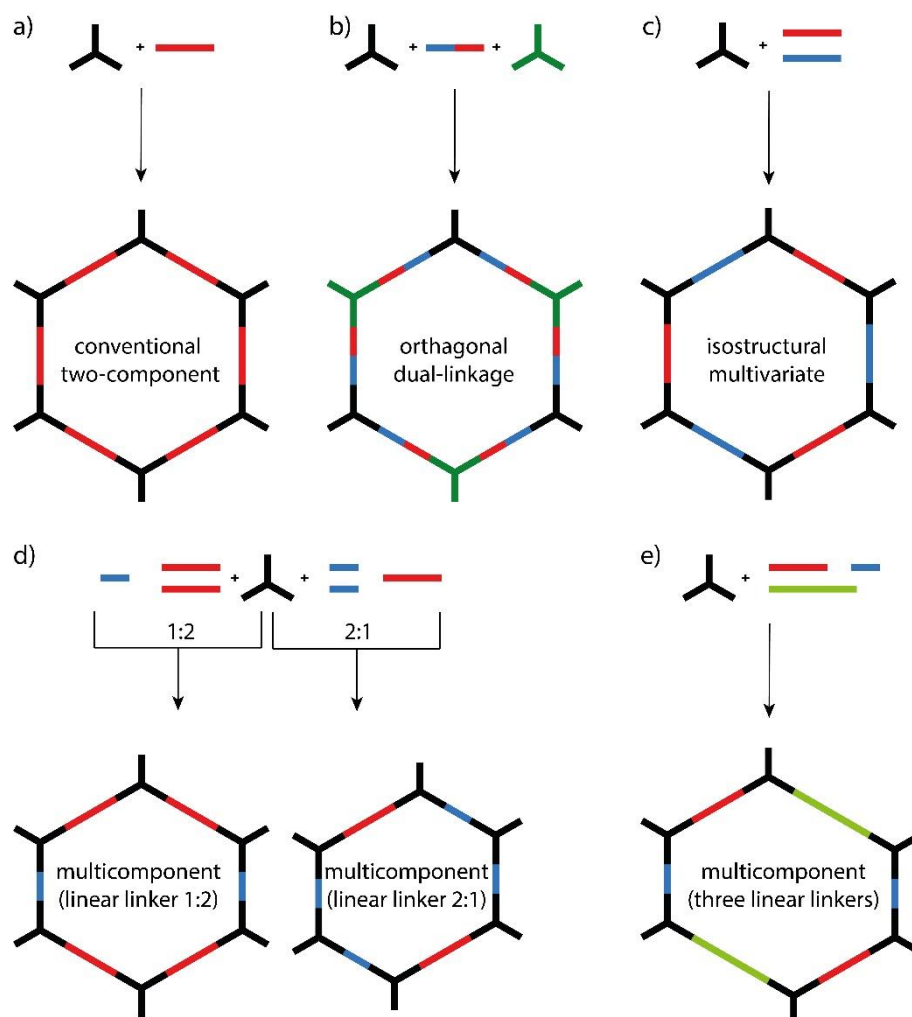 a)
+
b)
+ +
c)
+
conventional
two-component
orthagonal
dual-linkage
isostructural
multivariate
d)
+ +
1:2
2:1
e)
+
multicomponent
(linear linker 1:2)
multicomponent
(linear linker 2:1)
multicomponent
(three linear linkers)